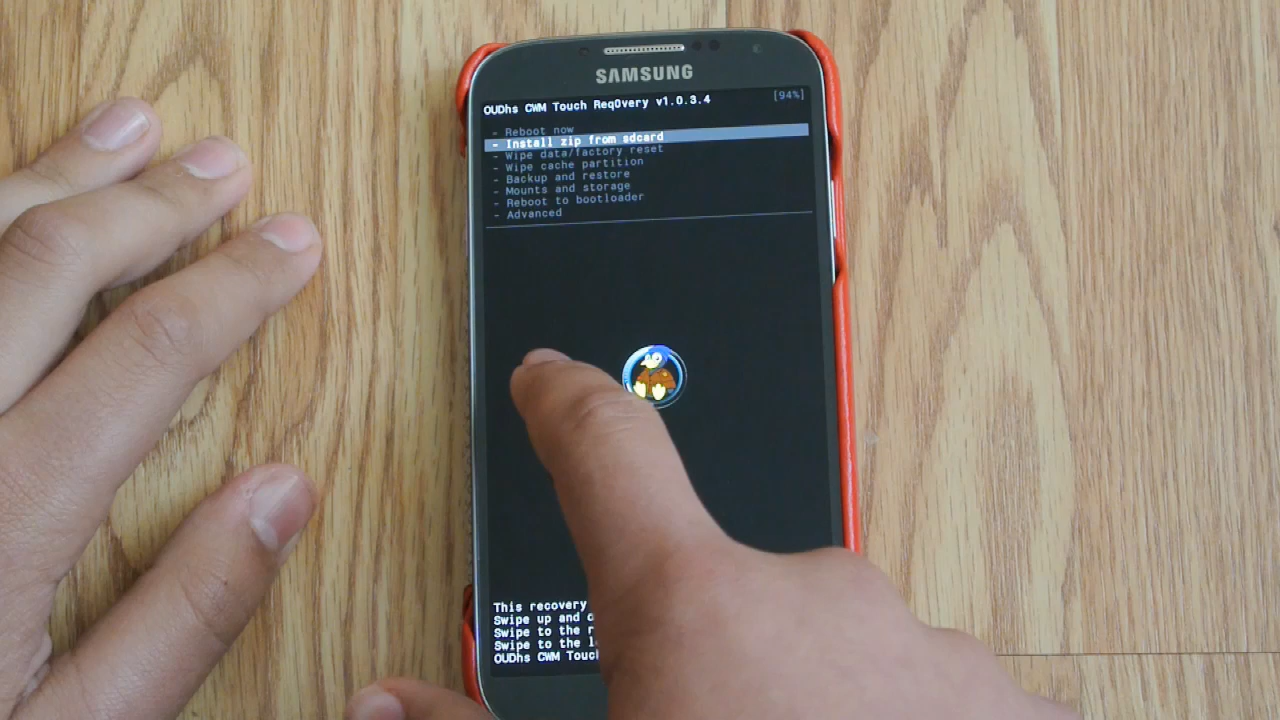 SAMSUNG
OUDhs CWM Touch ReqOvery v1.0.3.4 [94%]
- Reboot now
- Install zip from sdcard
- Wipe data/factory reset
- Wipe cache partition
- Backup and restore
- Mounts and storage
- Reboot to bootloader
- Advanced
This recovery
Swipe up and
Swipe to the
Swipe to the
OUDhs CWM Touch